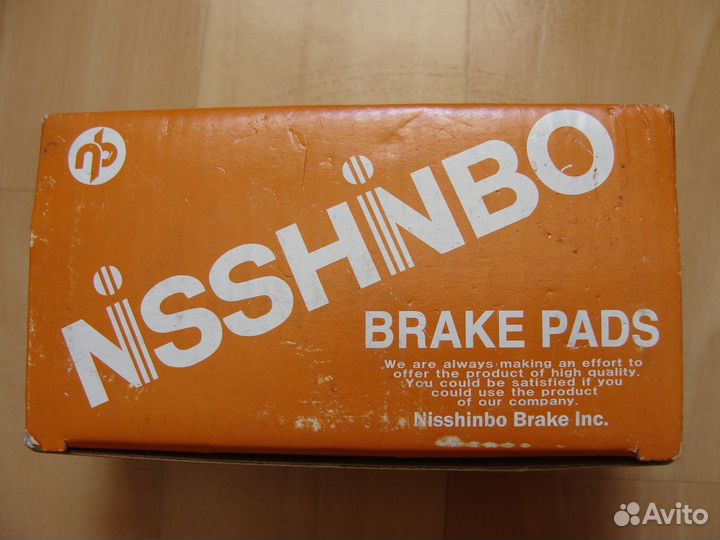 nb
NiSSHiNBO
BRAKE PADS
We are always making an effort to
offer the product of high quality.
You could be satisfied if you
could use the product
of our company.
Nisshinbo Brake Inc.
Avito